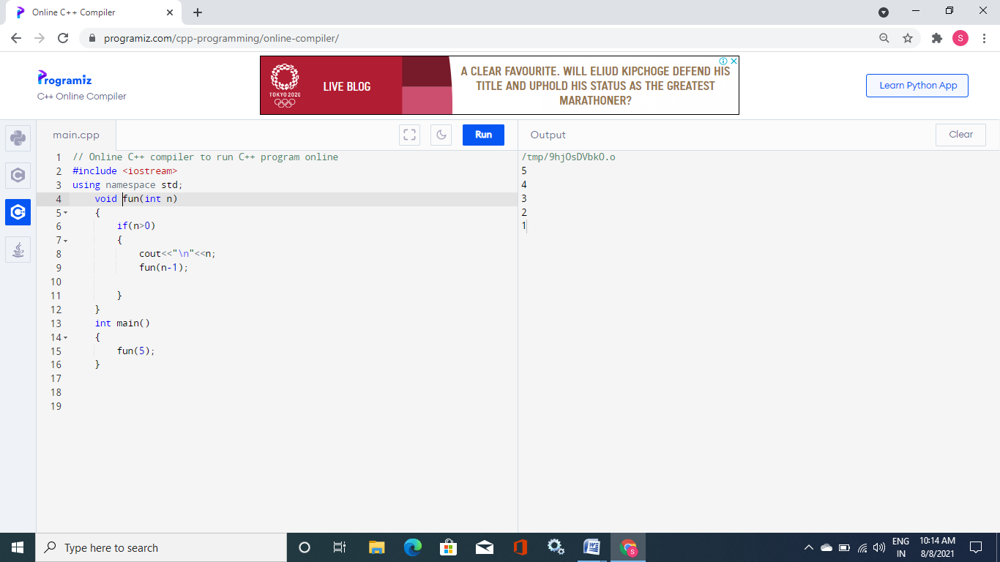 Online C++ Compiler
programiz.com/cpp-programming/online-compiler/
S
Programiz
C++ Online Compiler
TOKYO 2020
LIVE BLOG
A CLEAR FAVOURITE. WILL ELIUD KIPCHOGE DEFEND HIS
TITLE AND UPHOLD HIS STATUS AS THE GREATEST
MARATHONER?
Learn Python App
main.cpp
Run
Output
Clear
1 // Online C++ compiler to run C++ program online
2 #include <iostream>
3 using namespace std;
4 void fun(int n)
5 {
6 if(n>0)
7 {
8 cout<<"\n"<<n;
9 fun(n-1);
10
11 }
12 }
13 int main()
14 {
15 fun(5);
16 }
17
18
19
/tmp/9hjOsDVbkO.o
5
4
3
2
1
Type here to search
ENG
IN
10:14 AM
8/8/2021